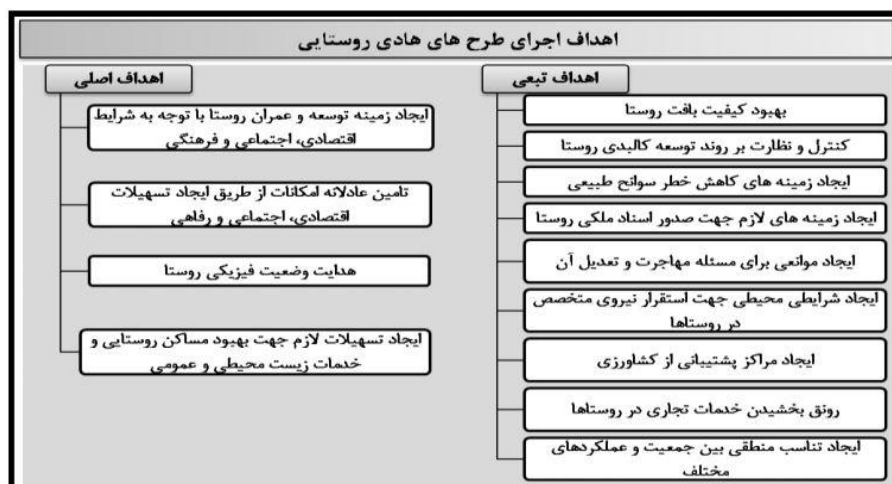 اهداف اجرای طرح های هادی روستایی
اهداف تبعی
بهبود کیفیت بافت روستا
کنترل و نظارت بر روند توسعه کالبدی روستا
ایجاد زمینه های کاهش خطر سوانح طبیعی
ایجاد زمینه های لازم جهت صدور اسناد ملکی روستا
ایجاد موانعی برای مسئله مهاجرت و تعدیل آن
ایجاد شرایطی محیطی جهت استقرار نیروی متخصص
در روستاها
ایجاد مراکز پشتیبانی از کشاورزی
رونق بخشیدن خدمات تجاری در روستاها
ایجاد تناسب منطقی بین جمعیت و عملکردهای
مختلف
اهداف اصلی
ایجاد زمینه توسعه و عمران روستا با توجه به شرایط
اقتصادی، اجتماعی و فرهنگی
تامین عادلانه امکانات از طریق ایجاد تسهیلات
اقتصادی، اجتماعی و رفاهی
هدایت وضعیت فیزیکی روستا
ایجاد تسهیلات لازم جهت بهبود مساکن روستایی و
خدمات زیست محیطی و عمومی